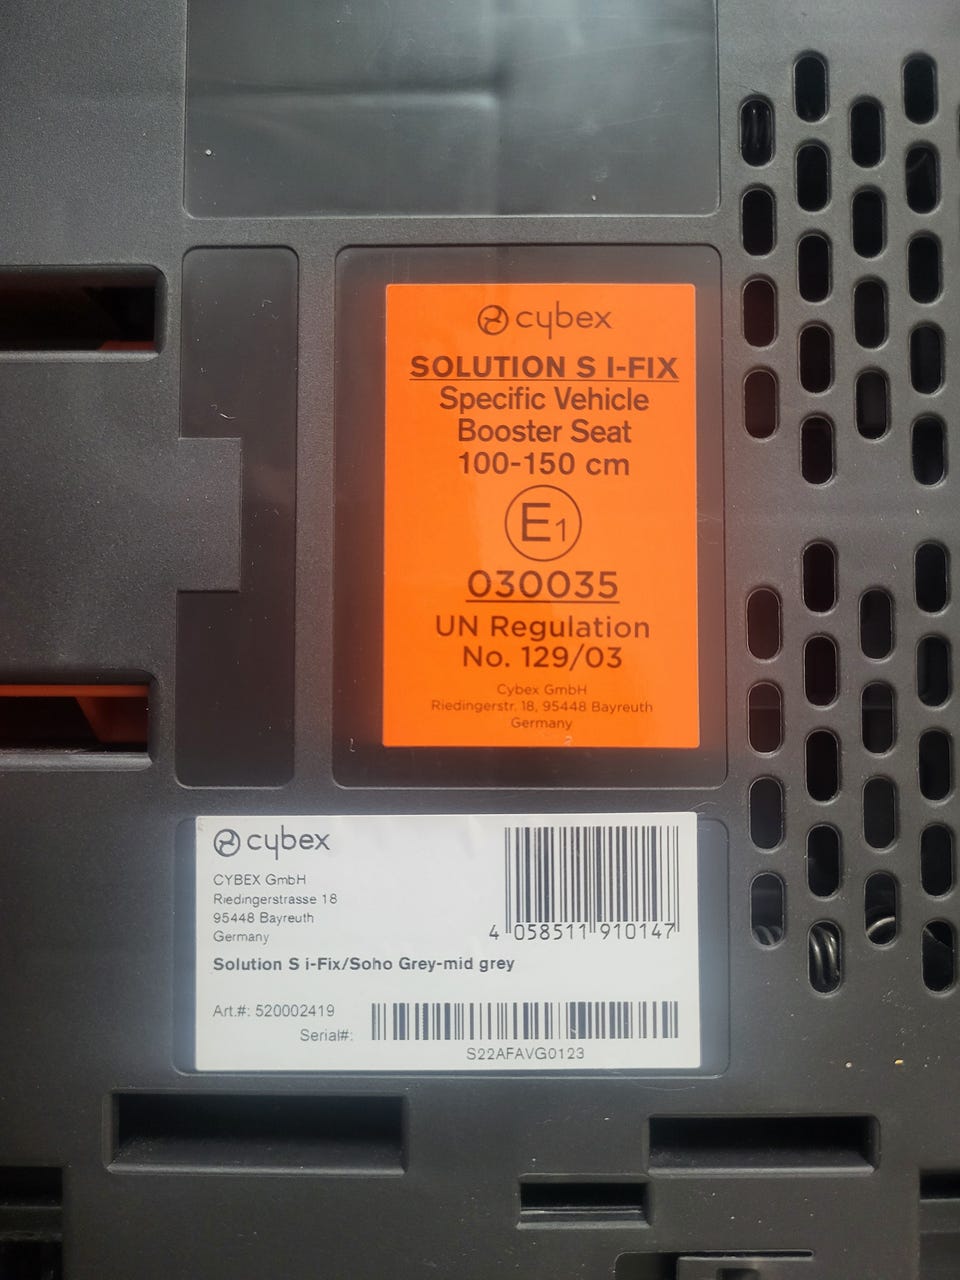 cybex
SOLUTION S I-FIX
Specific Vehicle
Booster Seat
100-150 cm
E1
030035
UN Regulation
No. 129/03
Cybex GmbH
Riedingerstr. 18, 95448 Bayreuth
Germany
cybex
CYBEX GmbH
Riedingerstrasse 18
95448 Bayreuth
Germany
4 058511 910147
Solution S i-Fix/Soho Grey-mid grey
Art.#: 520002419
Serial#:
S22AFAVG0123